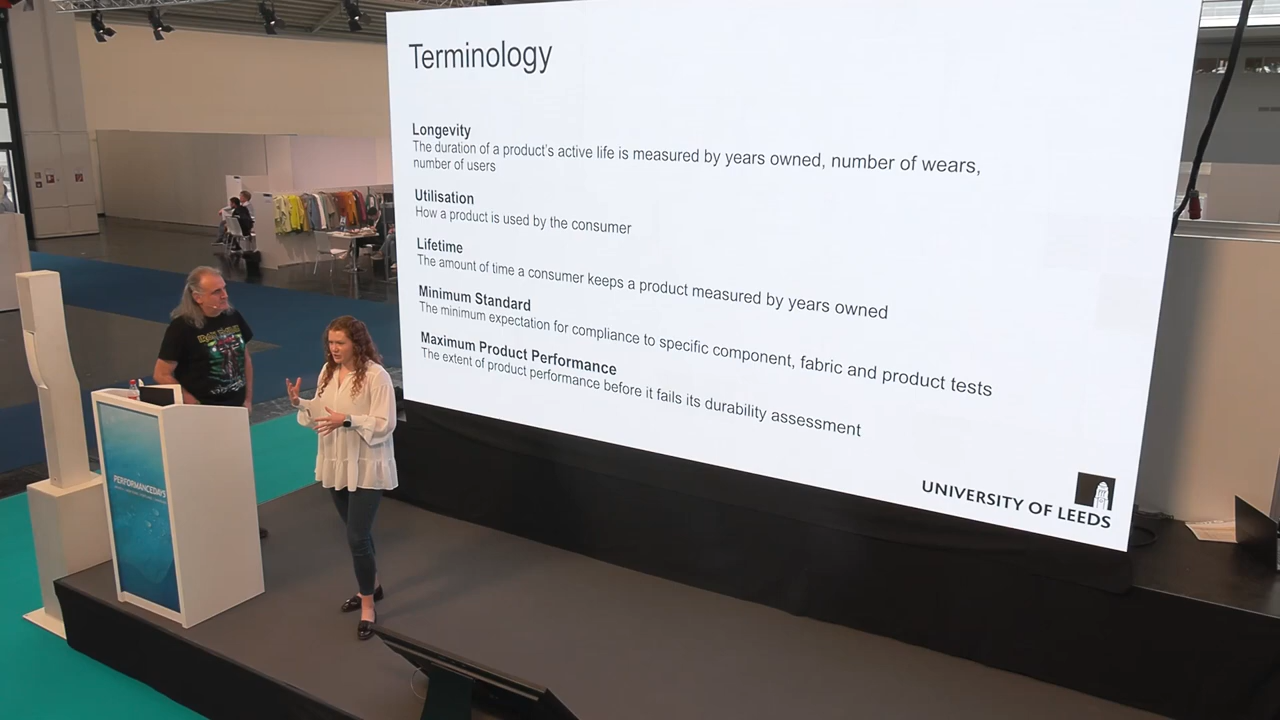 Terminology
Longevity
The duration of a product's active life is measured by years owned, number of wears,
number of users
Utilisation
How a product is used by the consumer
Lifetime
The amount of time a consumer keeps a product measured by years owned
Minimum Standard
The minimum expectation for compliance to specific component, fabric and product tests
Maximum Product Performance
The extent of product performance before it fails its durability assessment
UNIVERSITY OF LEEDS
PERFORMANCEDAYS